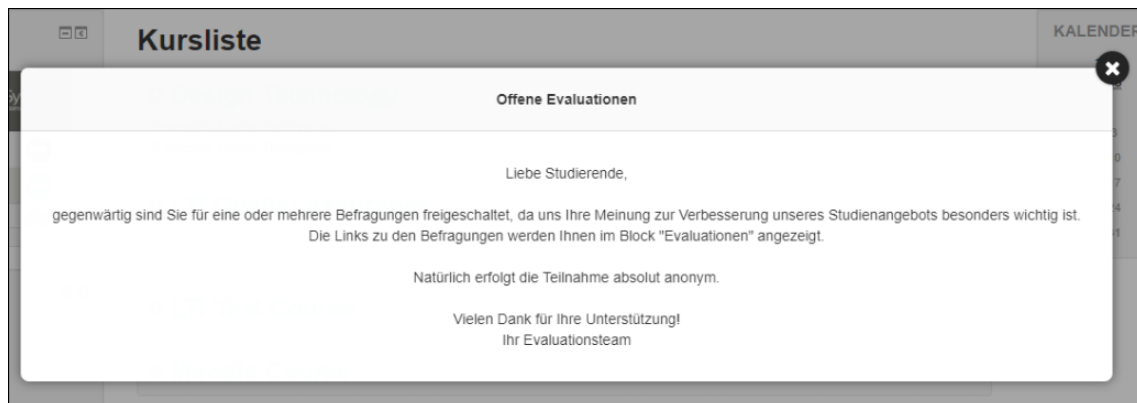 Kursliste
KALENDER
Offene Evaluationen
Liebe Studierende,
gegenwärtig sind Sie für eine oder mehrere Befragungen freigeschaltet, da uns Ihre Meinung zur Verbesserung unseres Studienangebots besonders wichtig ist.
Die Links zu den Befragungen werden Ihnen im Block "Evaluationen" angezeigt.
Natürlich erfolgt die Teilnahme absolut anonym.
Vielen Dank für Ihre Unterstützung!
Ihr Evaluationsteam